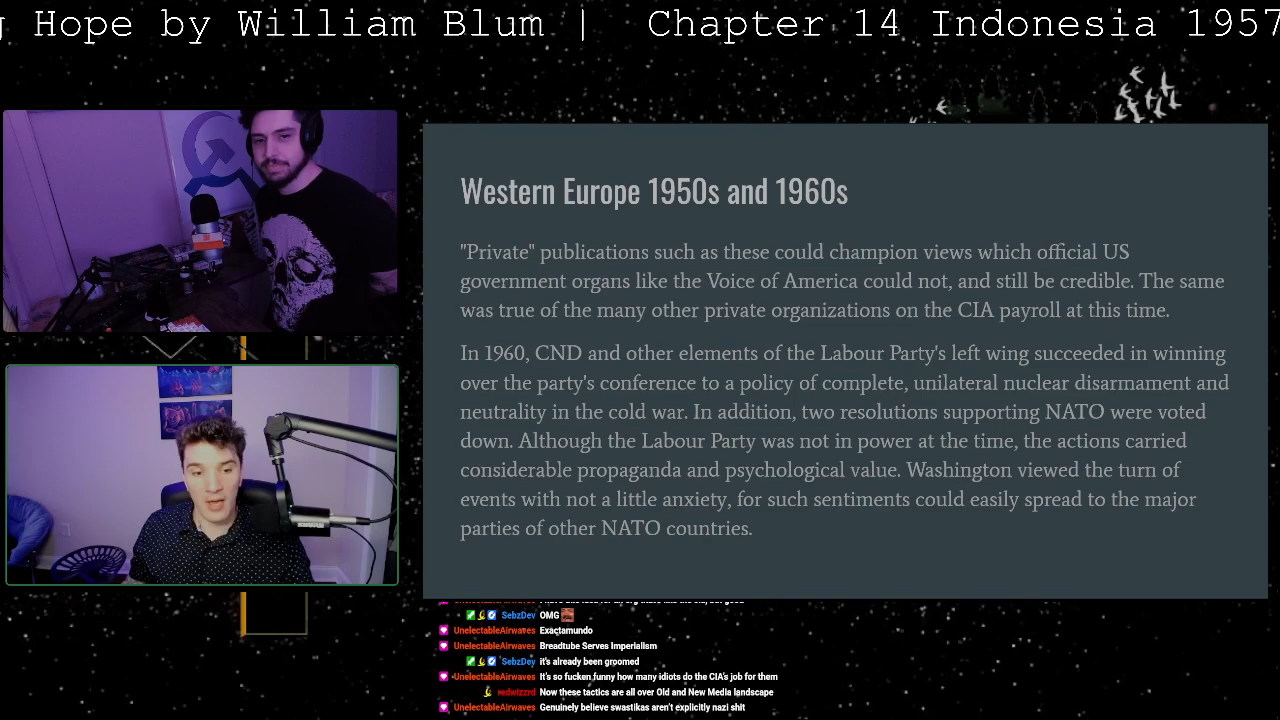 Hope by William Blum | Chapter 14 Indonesia 1957
Western Europe 1950s and 1960s
"Private" publications such as these could champion views which official US
government organs like the Voice of America could not, and still be credible. The same
was true of the many other private organizations on the CIA payroll at this time.
In 1960, CND and other elements of the Labour Party's left wing succeeded in winning
over the party's conference to a policy of complete, unilateral nuclear disarmament and
neutrality in the cold war. In addition, two resolutions supporting NATO were voted
down. Although the Labour Party was not in power at the time, the actions carried
considerable propaganda and psychological value. Washington viewed the turn of
events with not a little anxiety, for such sentiments could easily spread to the major
parties of other NATO countries.
SebzDev OMG
UnelectableAirwaves Exactamundo
UnelectableAirwaves Breadtube Serves Imperialism
SebzDev it's already been groomed
UnelectableAirwaves It's so fucken funny how many idiots do the CIA's job for them
redwizzrd Now these tactics are all over Old and New Media landscape
UnelectableAirwaves Genuinely believe swastikas aren't explicitly nazi shit